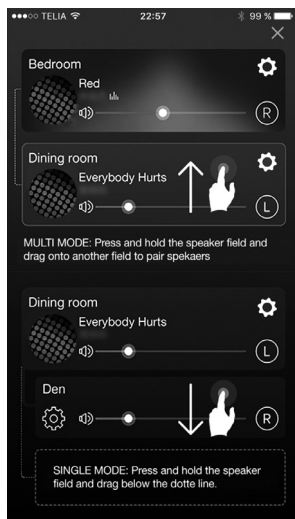 TELIA 22:57 99 %
Bedroom
Red
R
Dining room
Everybody Hurts
L
MULTI MODE: Press and hold the speaker field and
drag onto another field to pair spekaers
Dining room
Everybody Hurts
L
Den
R
SINGLE MODE: Press and hold the speaker
field and drag below the dotte line.